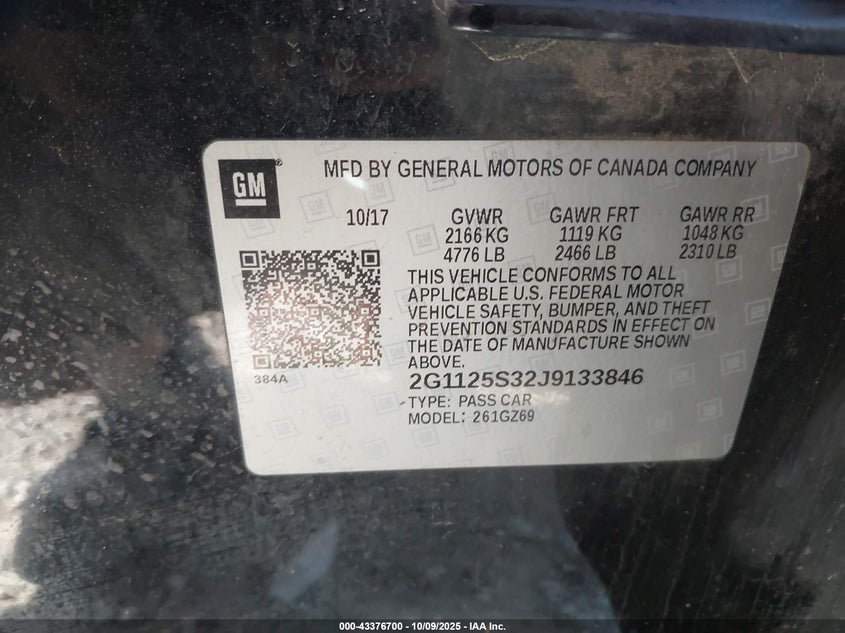 GM
MFD BY GENERAL MOTORS OF CANADA COMPANY
10/17 GVWR GAWR FRT GAWR RR
2166 KG 1119 KG 1048 KG
4776 LB 2466 LB 2310 LB
THIS VEHICLE CONFORMS TO ALL
APPLICABLE U.S. FEDERAL MOTOR
VEHICLE SAFETY, BUMPER, AND THEFT
PREVENTION STANDARDS IN EFFECT ON
THE DATE OF MANUFACTURE SHOWN
ABOVE.
384A
2G1125S32J9133846
TYPE: PASS CAR
MODEL: 261GZ69
000-43376700 - 10/09/2025 - IAA Inc.